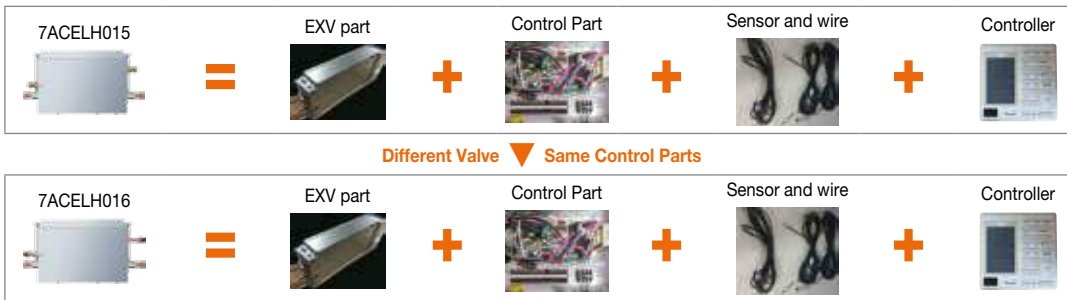 7ACELH015
EXV part
Control Part
Sensor and wire
Controller
Different Valve Same Control Parts
7ACELH016
EXV part
Control Part
Sensor and wire
Controller